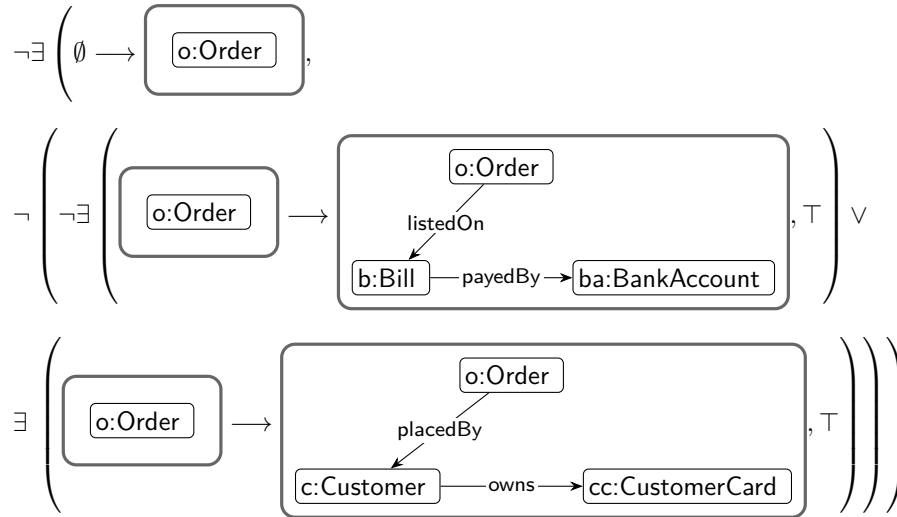 ¬∃ ( ∅ ⟶ o:Order ,
o:Order
¬ ( ¬∃ ( o:Order ⟶ , ⊤ ) ∨
listedOn
b:Bill payedBy ba:BankAccount
o:Order
∃ ( o:Order ⟶ placedBy , ⊤ ) ) )
c:Customer owns cc:CustomerCard